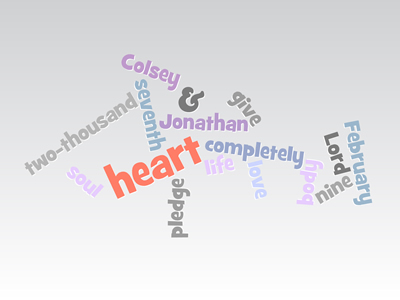 Colsey
&
give
seventh
two-thousand
Jonathan
heart
completely
soul
life
love
body
Lord
nine
February
pledge